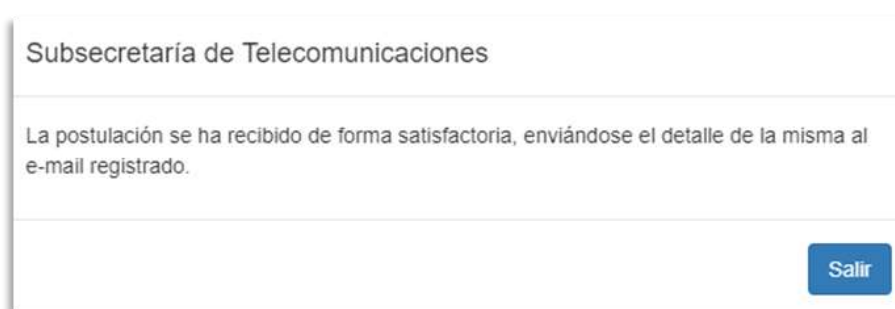 Subsecretaría de Telecomunicaciones
La postulación se ha recibido de forma satisfactoria, enviándose el detalle de la misma al
e-mail registrado.
Salir